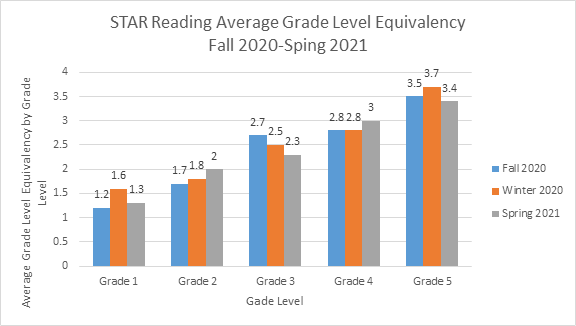 STAR Reading Average Grade Level Equivalency
Fall 2020-Sping 2021
Average Grade Level Equivalency by Grade
Level
4
3.5
3
2.5
2
1.5
1
0.5
0
1.2
1.6
1.3
1.7
1.8
2
2.7
2.5
2.3
2.8
2.8
3
3.5
3.7
3.4
Grade 1
Grade 2
Grade 3
Grade 4
Grade 5
Gade Level
Fall 2020
Winter 2020
Spring 2021